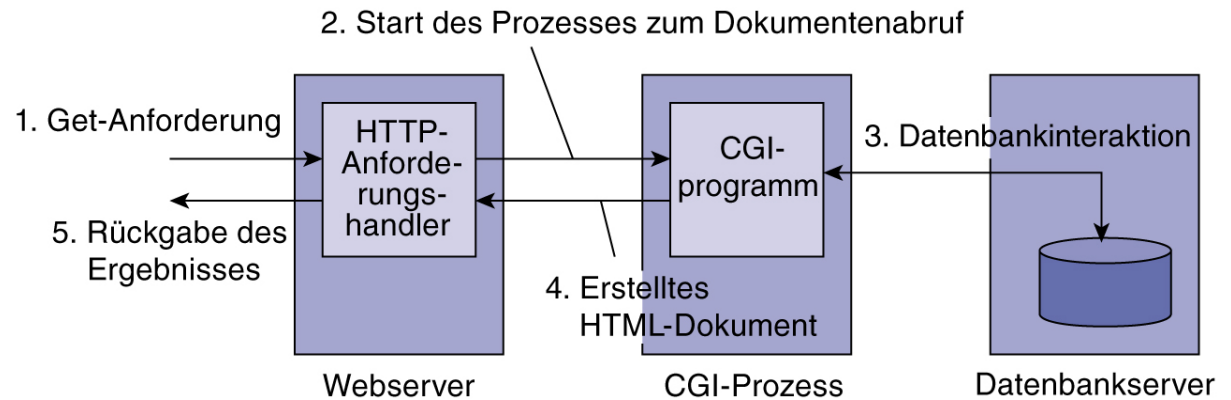 2. Start des Prozesses zum Dokumentenabruf
1. Get-Anforderung
HTTP-
Anforde-
rungs-
handler
CGI-
programm
3. Datenbankinteraktion
5. Rückgabe des
Ergebnisses
4. Erstelltes
HTML-Dokument
Webserver
CGI-Prozess
Datenbankserver